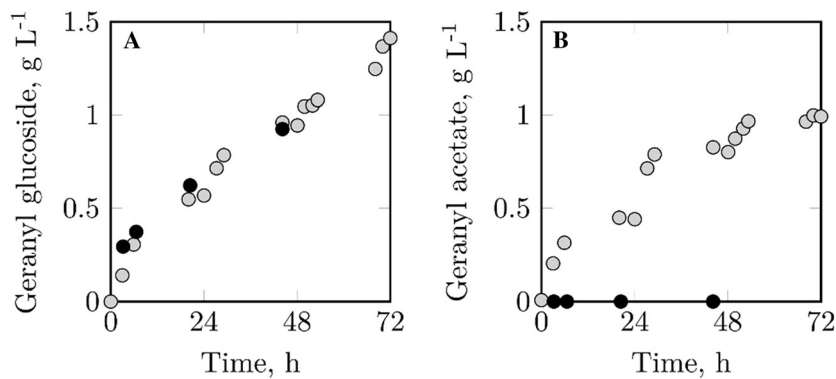 A
Geranyl glucoside, g L-1
1.5
1
0.5
0
0
24
48
72
Time, h
B
Geranyl acetate, g L-1
1.5
1
0.5
0
0
24
48
72
Time, h